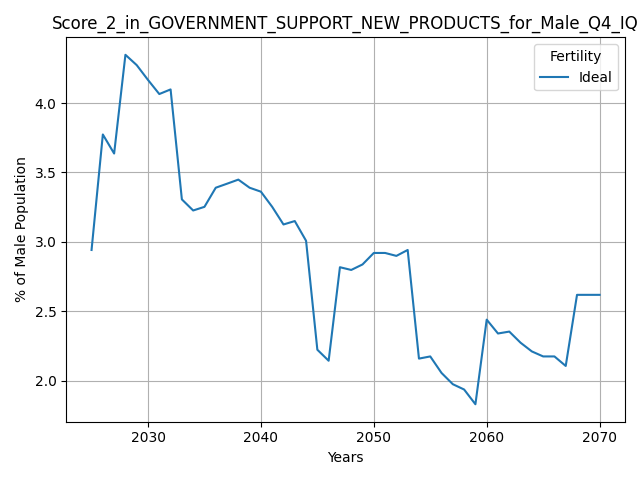 Score_2_in_GOVERNMENT_SUPPORT_NEW_PRODUCTS_for_Male_Q4_IQ
Fertility
Ideal
% of Male Population
4.0
3.5
3.0
2.5
2.0
2030 2040 2050 2060 2070
Years